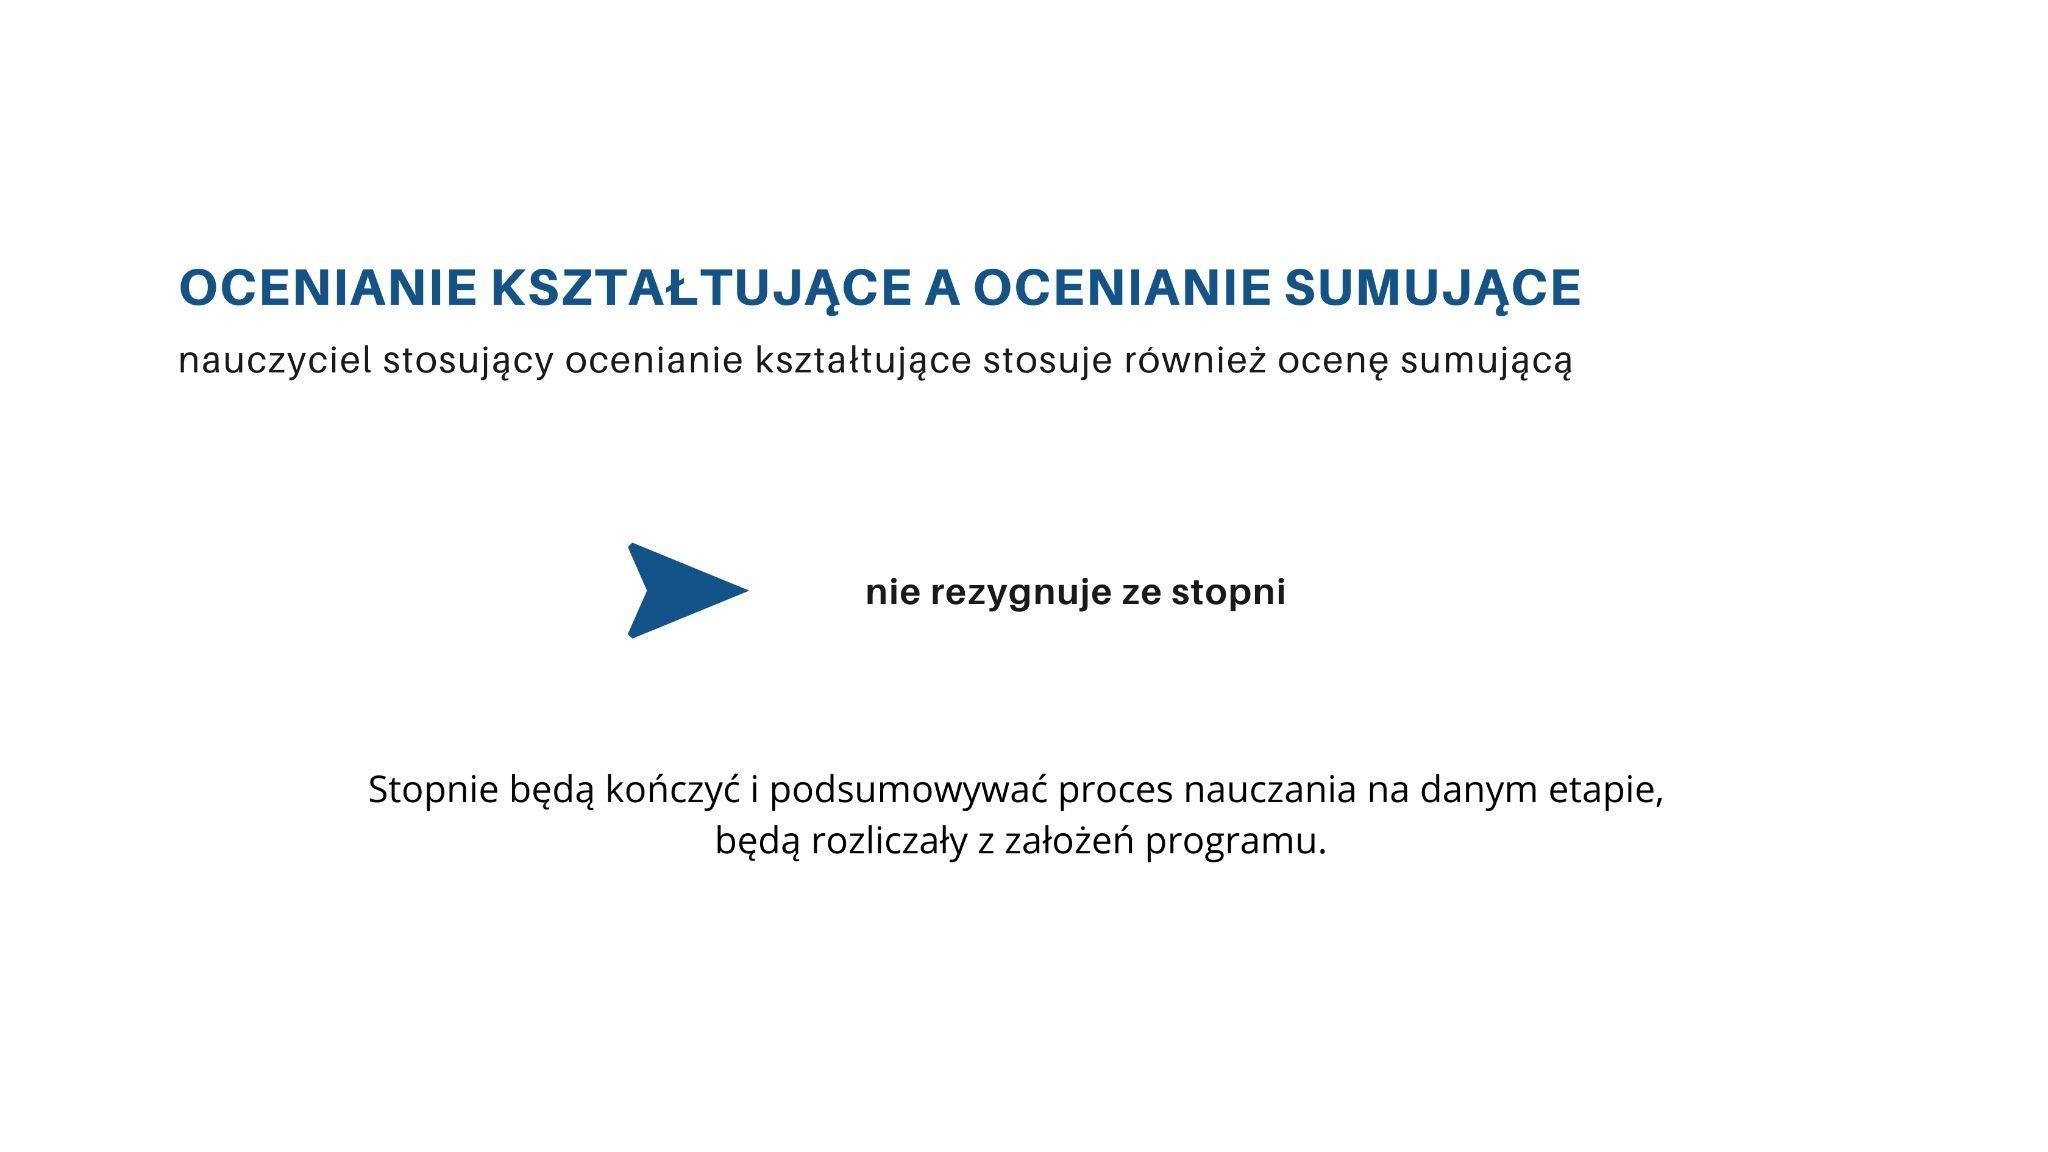 OCENIANIE KSZTAŁTUJĄCE A OCENIANIE SUMUJĄCE
nauczyciel stosujący ocenianie kształtujące stosuje również ocenę sumującą
nie rezygnuje ze stopni
Stopnie będą kończyć i podsumowywać proces nauczania na danym etapie,
będą rozliczały z założeń programu.